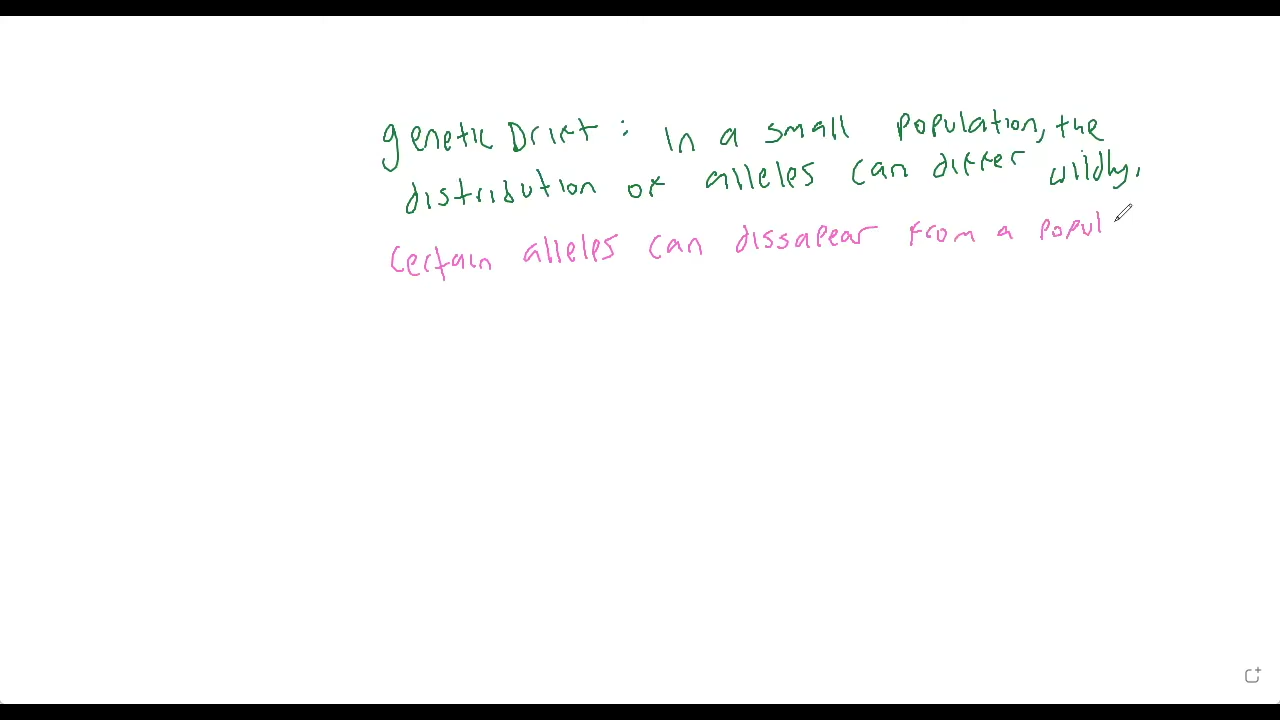 genetic Drift : In a small population, the
distribution of alleles can differ wildly.
Certain alleles can dissapear from a popul